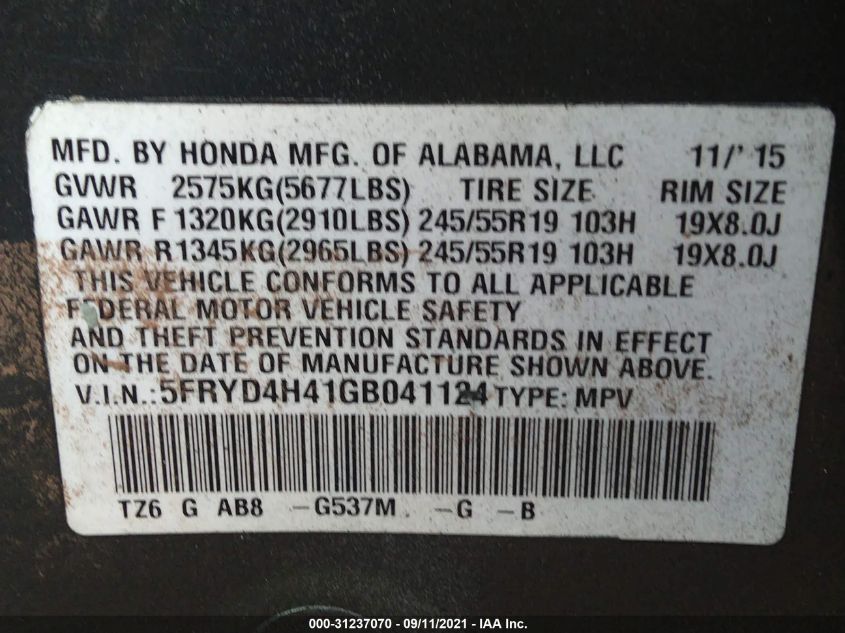 MFD. BY HONDA MFG. OF ALABAMA, LLC 11/' 15
GVWR 2575KG(5677LBS) TIRE SIZE RIM SIZE
GAWR F 1320KG(2910LBS) 245/55R19 103H 19X8.0J
GAWR R1345KG(2965LBS) 245/55R19 103H 19X8.0J
THIS VEHICLE CONFORMS TO ALL APPLICABLE
FEDERAL MOTOR VEHICLE SAFETY
AND THEFT PREVENTION STANDARDS IN EFFECT
ON THE DATE OF MANUFACTURE SHOWN ABOVE.
V.I.N.:5FRYD4H41GB041124 TYPE: MPV
TZ6 G AB8 -G537M. -G -B
000-31237070 - 09/11/2021 - IAA Inc.